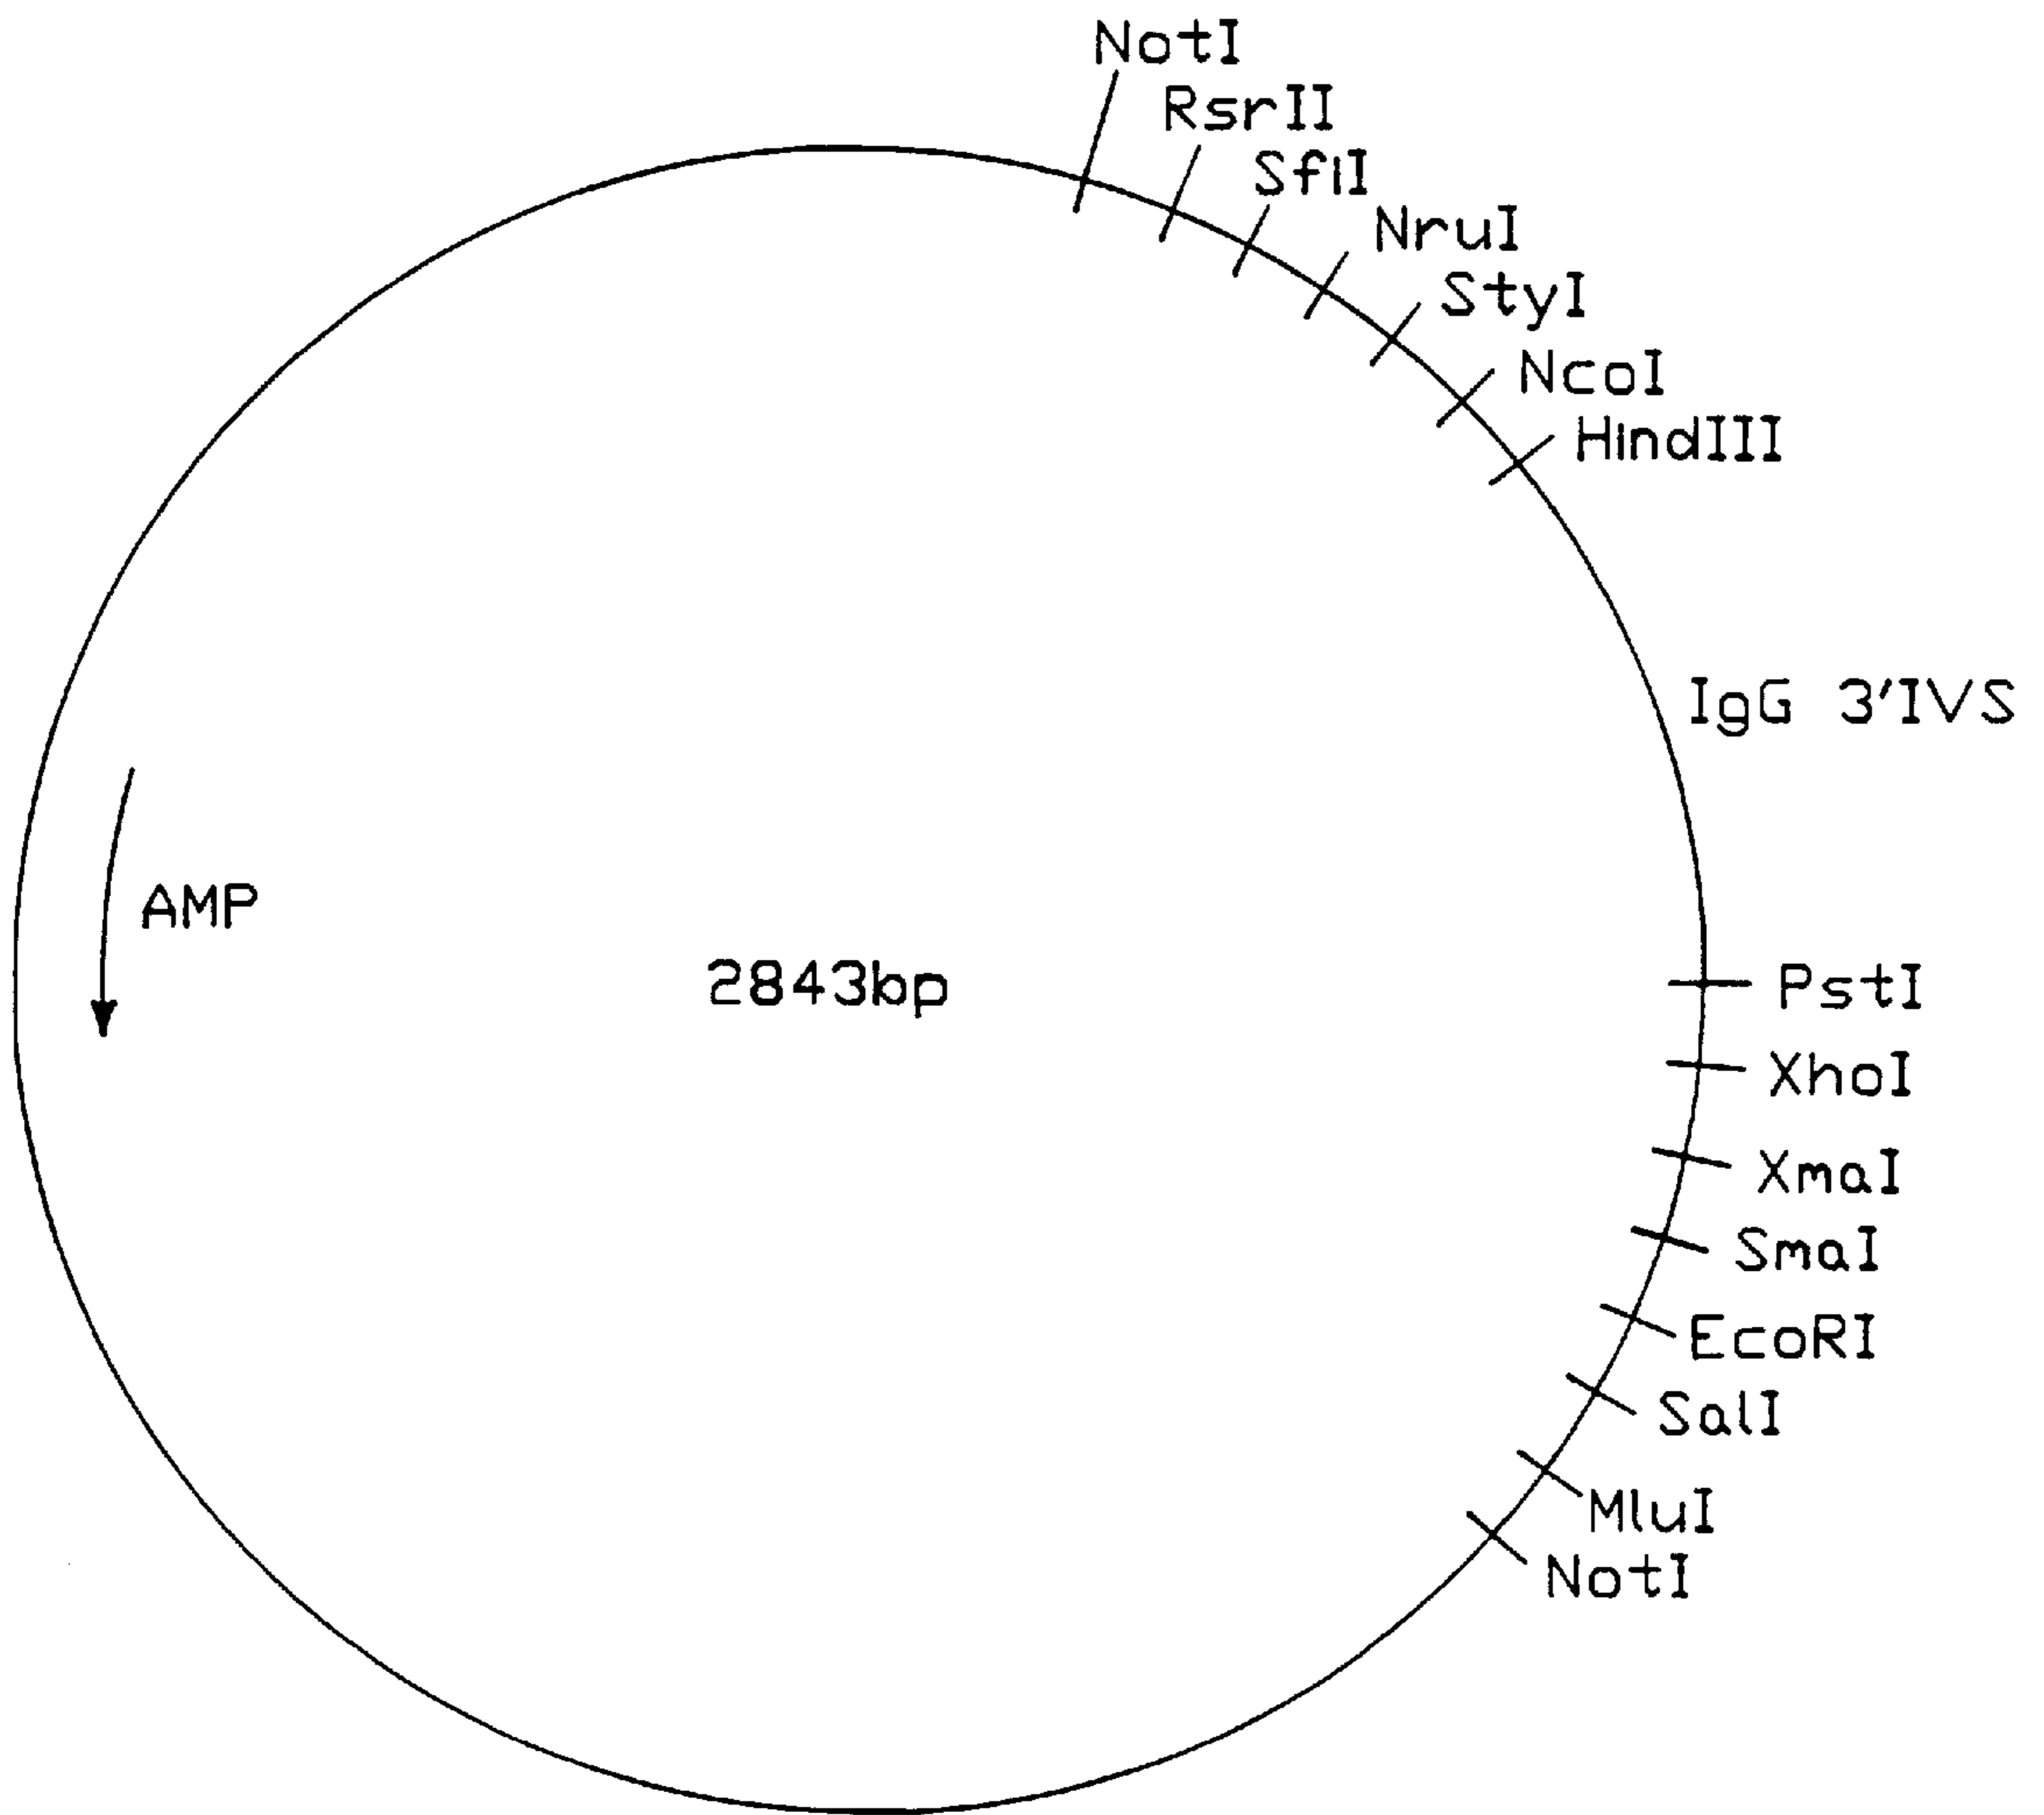 NotI
RsrII
SfiI
NruI
StyI
NcoI
HindIII
IgG 3'IVS
AMP
2843bp
PstI
XhoI
XmaI
SmaI
EcoRI
SalI
MluI
NotI